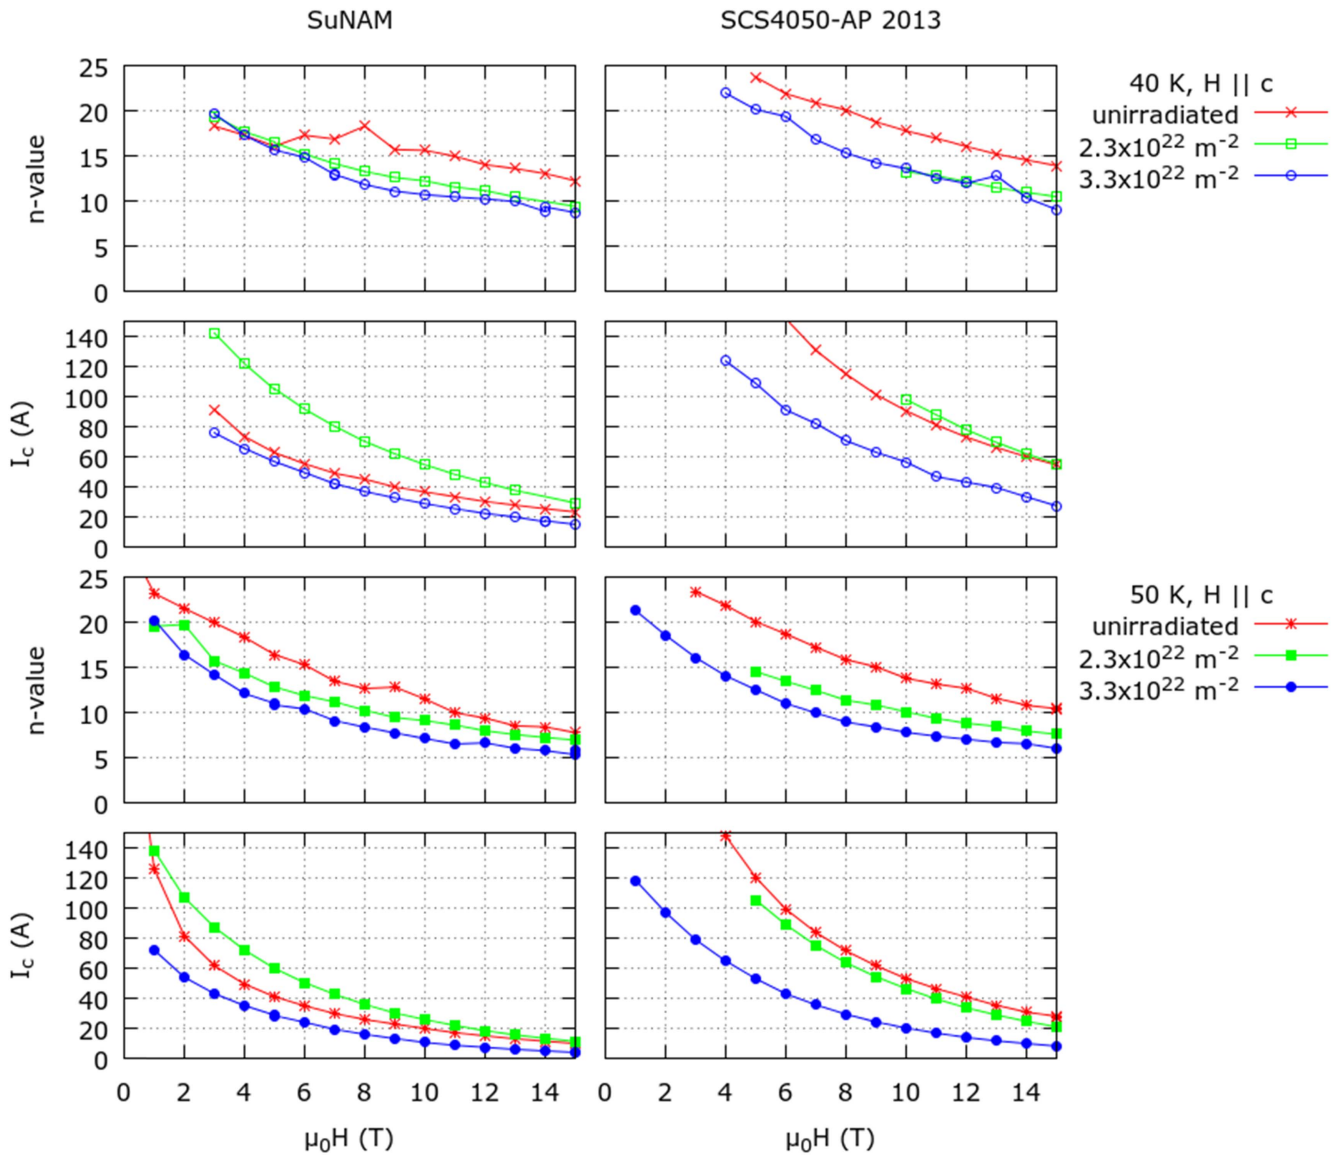 SuNAM
SCS4050-AP 2013
25
20
15
10
5
0
n-value
40 K, H || c
unirradiated
2.3x10²² m⁻²
3.3x10²² m⁻²
140
120
100
80
60
40
20
0
I꜀ (A)
25
20
15
10
5
0
n-value
50 K, H || c
unirradiated
2.3x10²² m⁻²
3.3x10²² m⁻²
140
120
100
80
60
40
20
0
I꜀ (A)
0 2 4 6 8 10 12 14
0 2 4 6 8 10 12 14
μ₀H (T)
μ₀H (T)